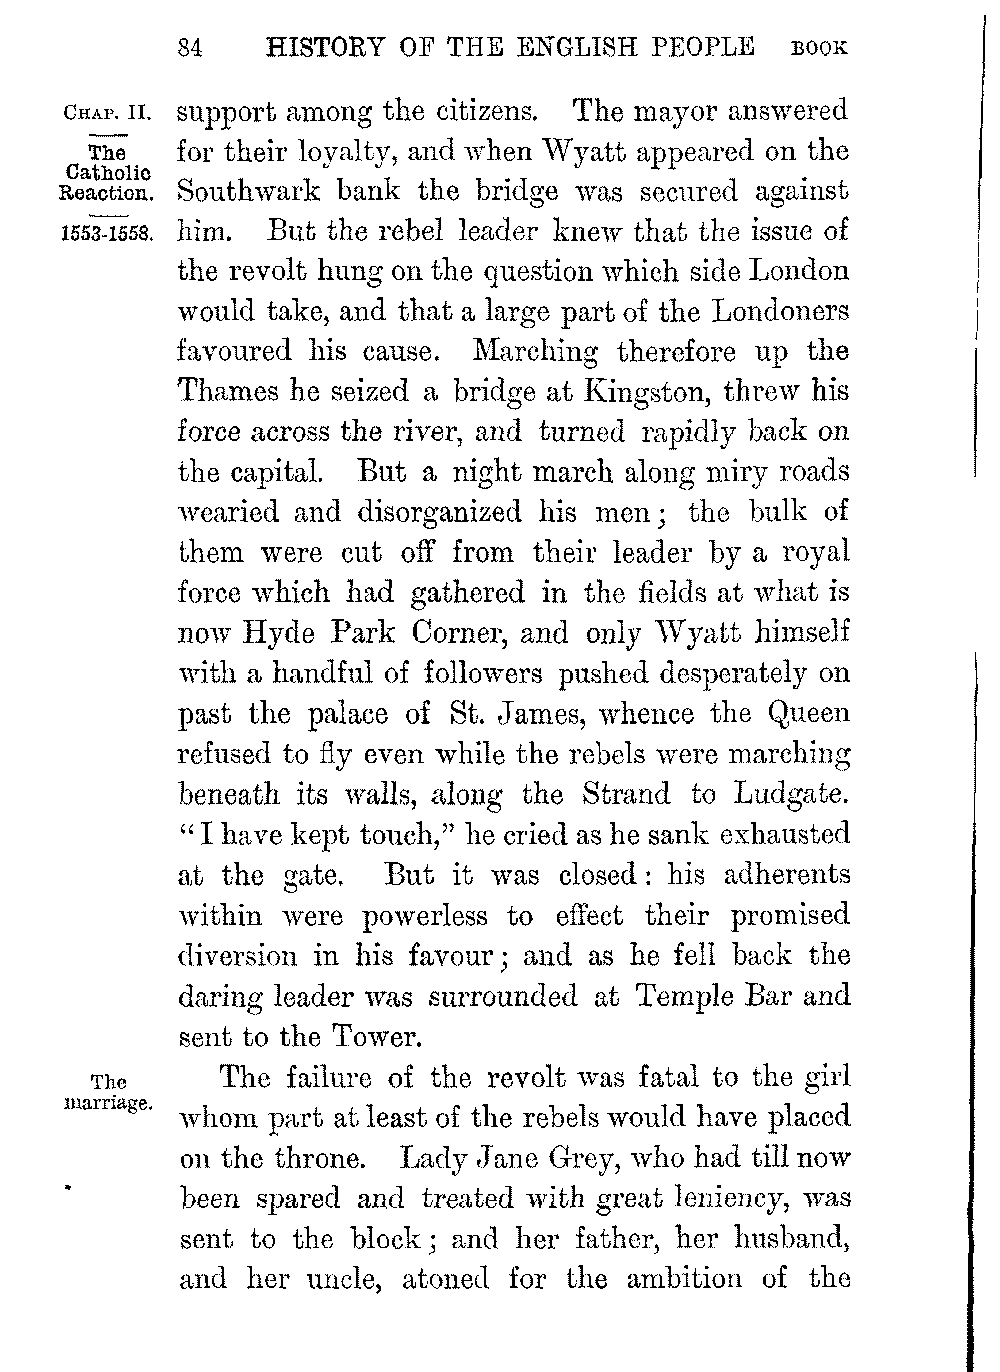 84 HISTORY OF THE ENGLISH PEOPLE BOOK
CHAP. II.
The
Catholic
Reaction.
1553-1558.
support among the citizens. The mayor answered
for their loyalty, and when Wyatt appeared on the
Southwark bank the bridge was secured against
him. But the rebel leader knew that the issue of
the revolt hung on the question which side London
would take, and that a large part of the Londoners
favoured his cause. Marching therefore up the
Thames he seized a bridge at Kingston, threw his
force across the river, and turned rapidly back on
the capital. But a night march along miry roads
wearied and disorganized his men; the bulk of
them were cut off from their leader by a royal
force which had gathered in the fields at what is
now Hyde Park Corner, and only Wyatt himself
with a handful of followers pushed desperately on
past the palace of St. James, whence the Queen
refused to fly even while the rebels were marching
beneath its walls, along the Strand to Ludgate.
“I have kept touch,” he cried as he sank exhausted
at the gate. But it was closed: his adherents
within were powerless to effect their promised
diversion in his favour; and as he fell back the
daring leader was surrounded at Temple Bar and
sent to the Tower.
The
marriage.
The failure of the revolt was fatal to the girl
whom part at least of the rebels would have placed
on the throne. Lady Jane Grey, who had till now
been spared and treated with great leniency, was
sent to the block; and her father, her husband,
and her uncle, atoned for the ambition of the